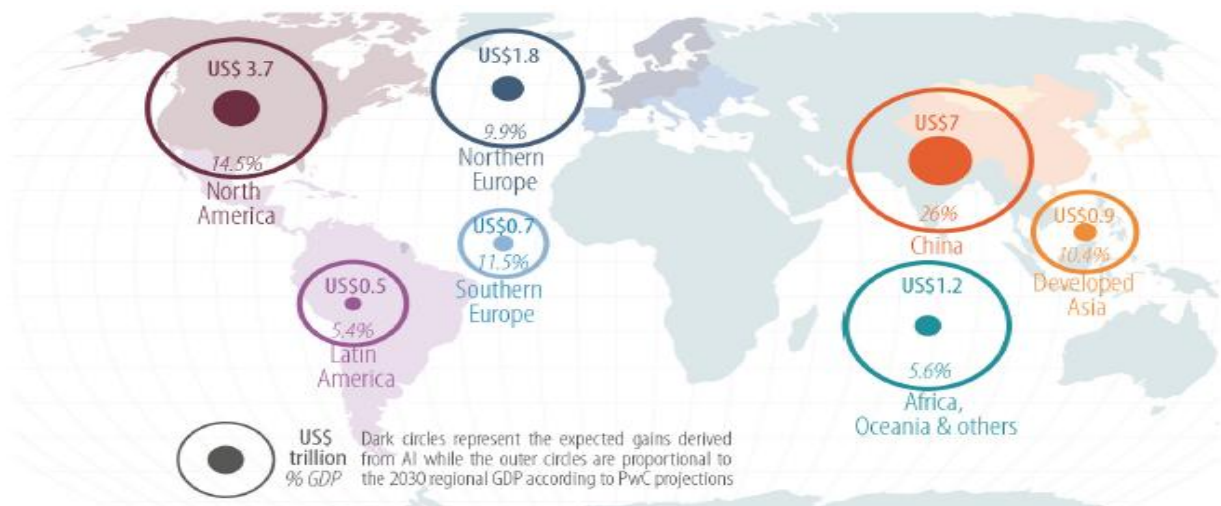 US$ 3.7
14.5%
North
America
US$1.8
9.9%
Northern
Europe
US$7
26%
China
US$0.9
10.4%
Developed
Asia
US$0.7
11.5%
Southern
Europe
US$0.5
5.4%
Latin
America
US$1.2
5.6%
Africa,
Oceania & others
US$
trillion
% GDP
Dark circles represent the expected gains derived
from AI while the outer circles are proportional to
the 2030 regional GDP according to PwC projections